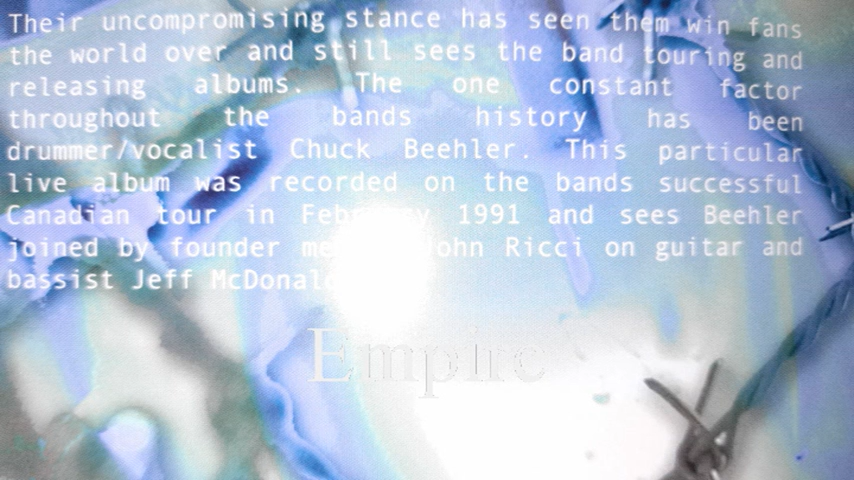 Their uncompromising stance has seen them win fans
the world over and still sees the band touring and
releasing albums. The one constant factor
throughout the bands history has been
drummer/vocalist Chuck Beehler. This particular
live album was recorded on the bands successful
Canadian tour in February 1991 and sees Beehler
joined by founder John Ricci on guitar and
bassist Jeff McDonald
Empire